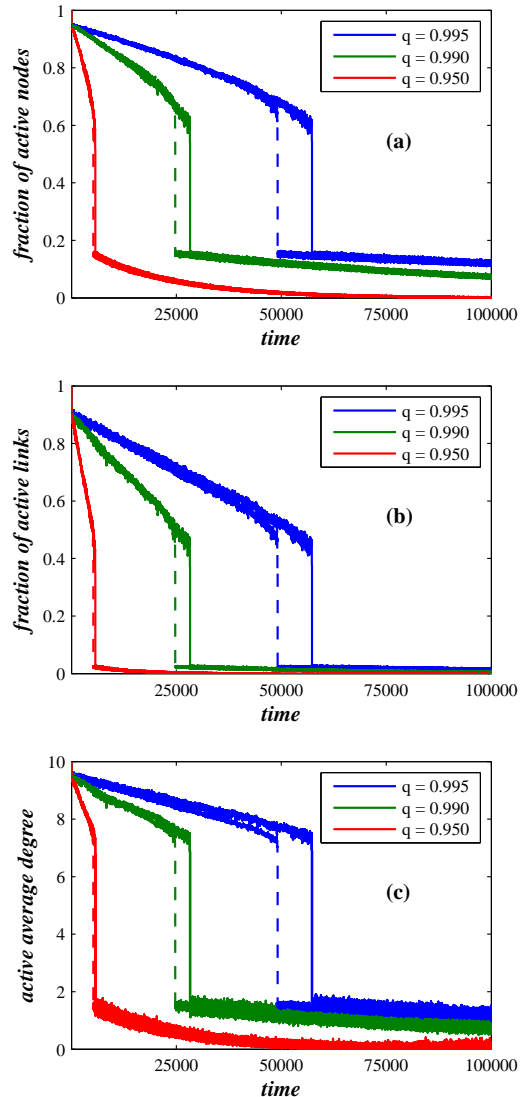 1
0.8
0.6
0.4
0.2
0
fraction of active nodes
q = 0.995
q = 0.990
q = 0.950
(a)
25000 50000 75000 100000
time
1
0.8
0.6
0.4
0.2
0
fraction of active links
q = 0.995
q = 0.990
q = 0.950
(b)
25000 50000 75000 100000
time
10
8
6
4
2
0
active average degree
q = 0.995
q = 0.990
q = 0.950
(c)
25000 50000 75000 100000
time